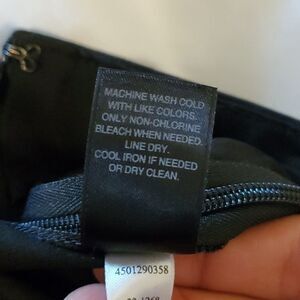 MACHINE WASH COLD
WITH LIKE COLORS.
ONLY NON-CHLORINE
BLEACH WHEN NEEDED.
LINE DRY.
COOL IRON IF NEEDED
OR DRY CLEAN.
4501290358